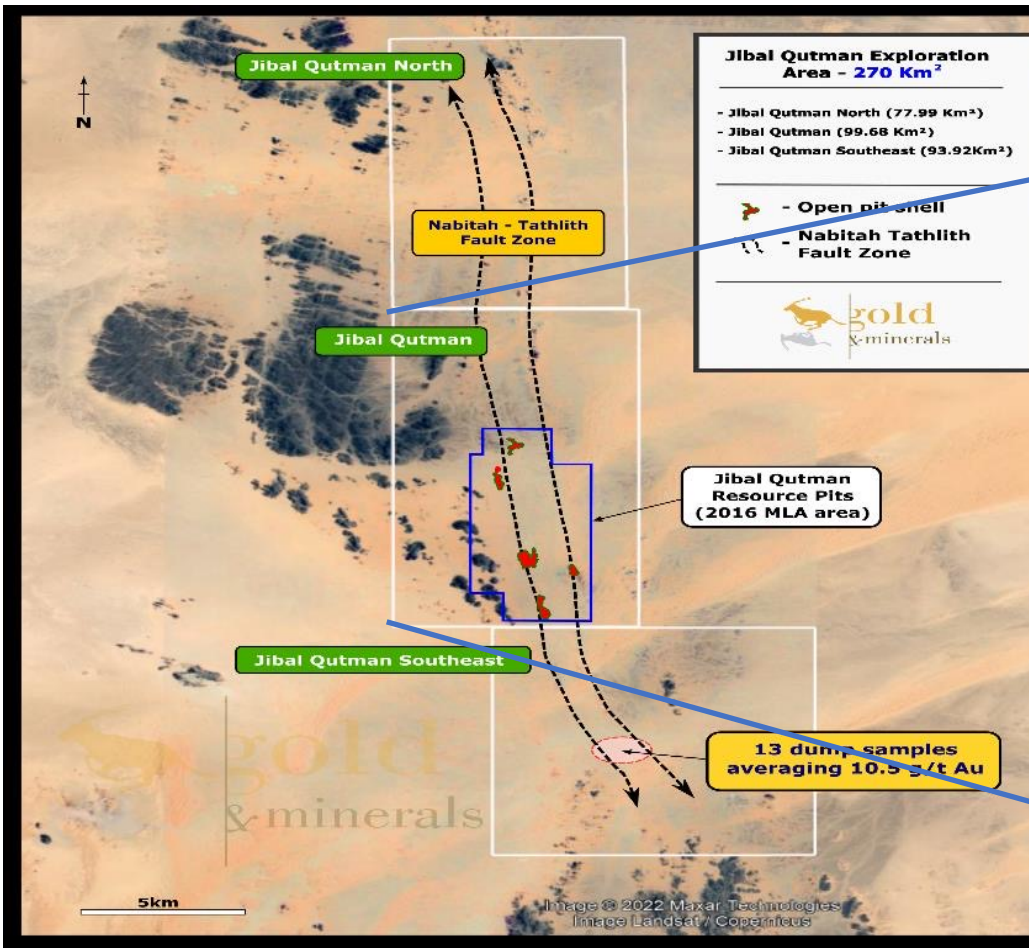 Jibal Qutman North
N
Nabitah - Tathlith
Fault Zone
Jibal Qutman
Jibal Qutman
Resource Pits
(2016 MLA area)
Jibal Qutman Southeast
13 dump samples
averaging 10.5 g/t Au
gold
& minerals
5km
Image © 2022 Maxar Technologies
Image Landsat / Copernicus
Jibal Qutman Exploration
Area - 270 Km²
- Jibal Qutman North (77.99 Km²)
- Jibal Qutman (99.68 Km²)
- Jibal Qutman Southeast (93.92Km²)
- Open pit shell
- Nabitah Tathlith
Fault Zone
gold
& minerals